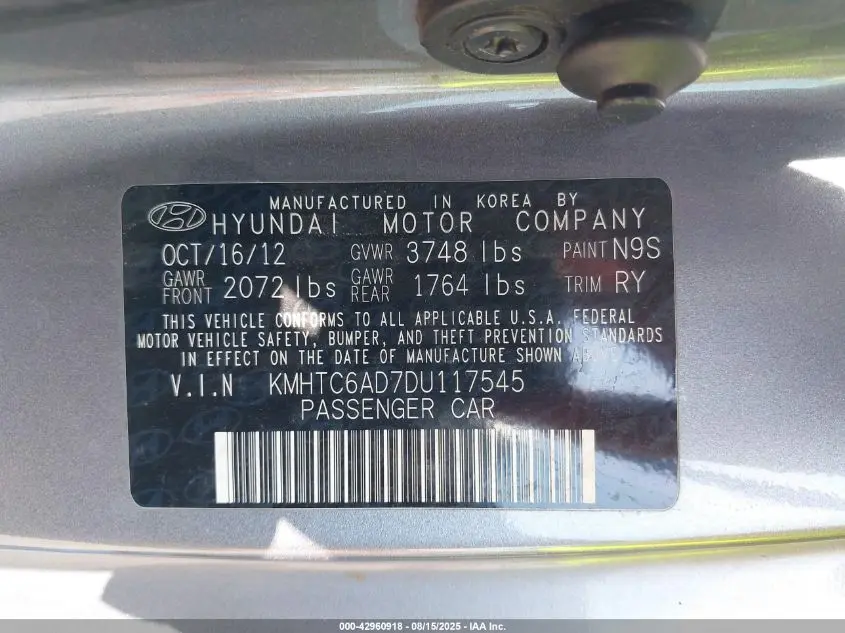 MANUFACTURED IN KOREA BY
HYUNDAI MOTOR COMPANY
OCT/16/12 GVWR 3748 lbs PAINT N9S
GAWR FRONT 2072 lbs GAWR REAR 1764 lbs TRIM RY
THIS VEHICLE CONFORMS TO ALL APPLICABLE U.S.A. FEDERAL
MOTOR VEHICLE SAFETY, BUMPER, AND THEFT PREVENTION STANDARDS
IN EFFECT ON THE DATE OF MANUFACTURE SHOWN ABOVE.
V.I.N KMHTC6AD7DU117545
PASSENGER CAR
000-42960918 - 08/15/2025 - IAA Inc.